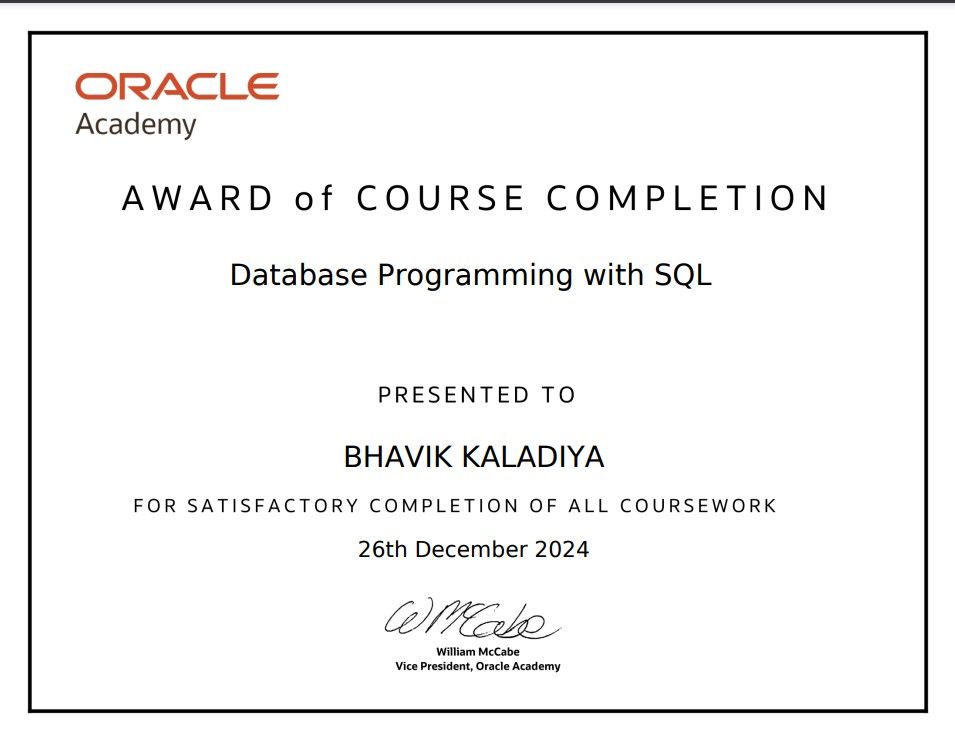 ORACLE
Academy
AWARD of COURSE COMPLETION
Database Programming with SQL
PRESENTED TO
BHAVIK KALADIYA
FOR SATISFACTORY COMPLETION OF ALL COURSEWORK
26th December 2024
W McCabe
William McCabe
Vice President, Oracle Academy